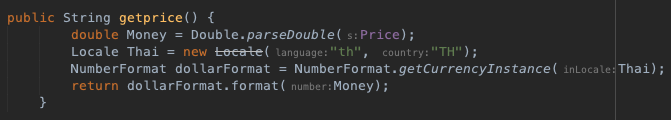 public String getprice() {
double Money = Double.parseDouble( s: Price);
Locale Thai = new Locale( language: "th", country: "TH");
NumberFormat dollarFormat = NumberFormat.getCurrencyInstance( inLocale: Thai);
return dollarFormat.format( number: Money);
}